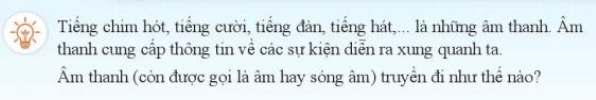 Tiếng chim hót, tiếng cười, tiếng đàn, tiếng hát,... là những âm thanh. Âm
thanh cung cấp thông tin về các sự kiện diễn ra xung quanh ta.
Âm thanh (còn được gọi là âm hay sóng âm) truyền đi như thế nào?